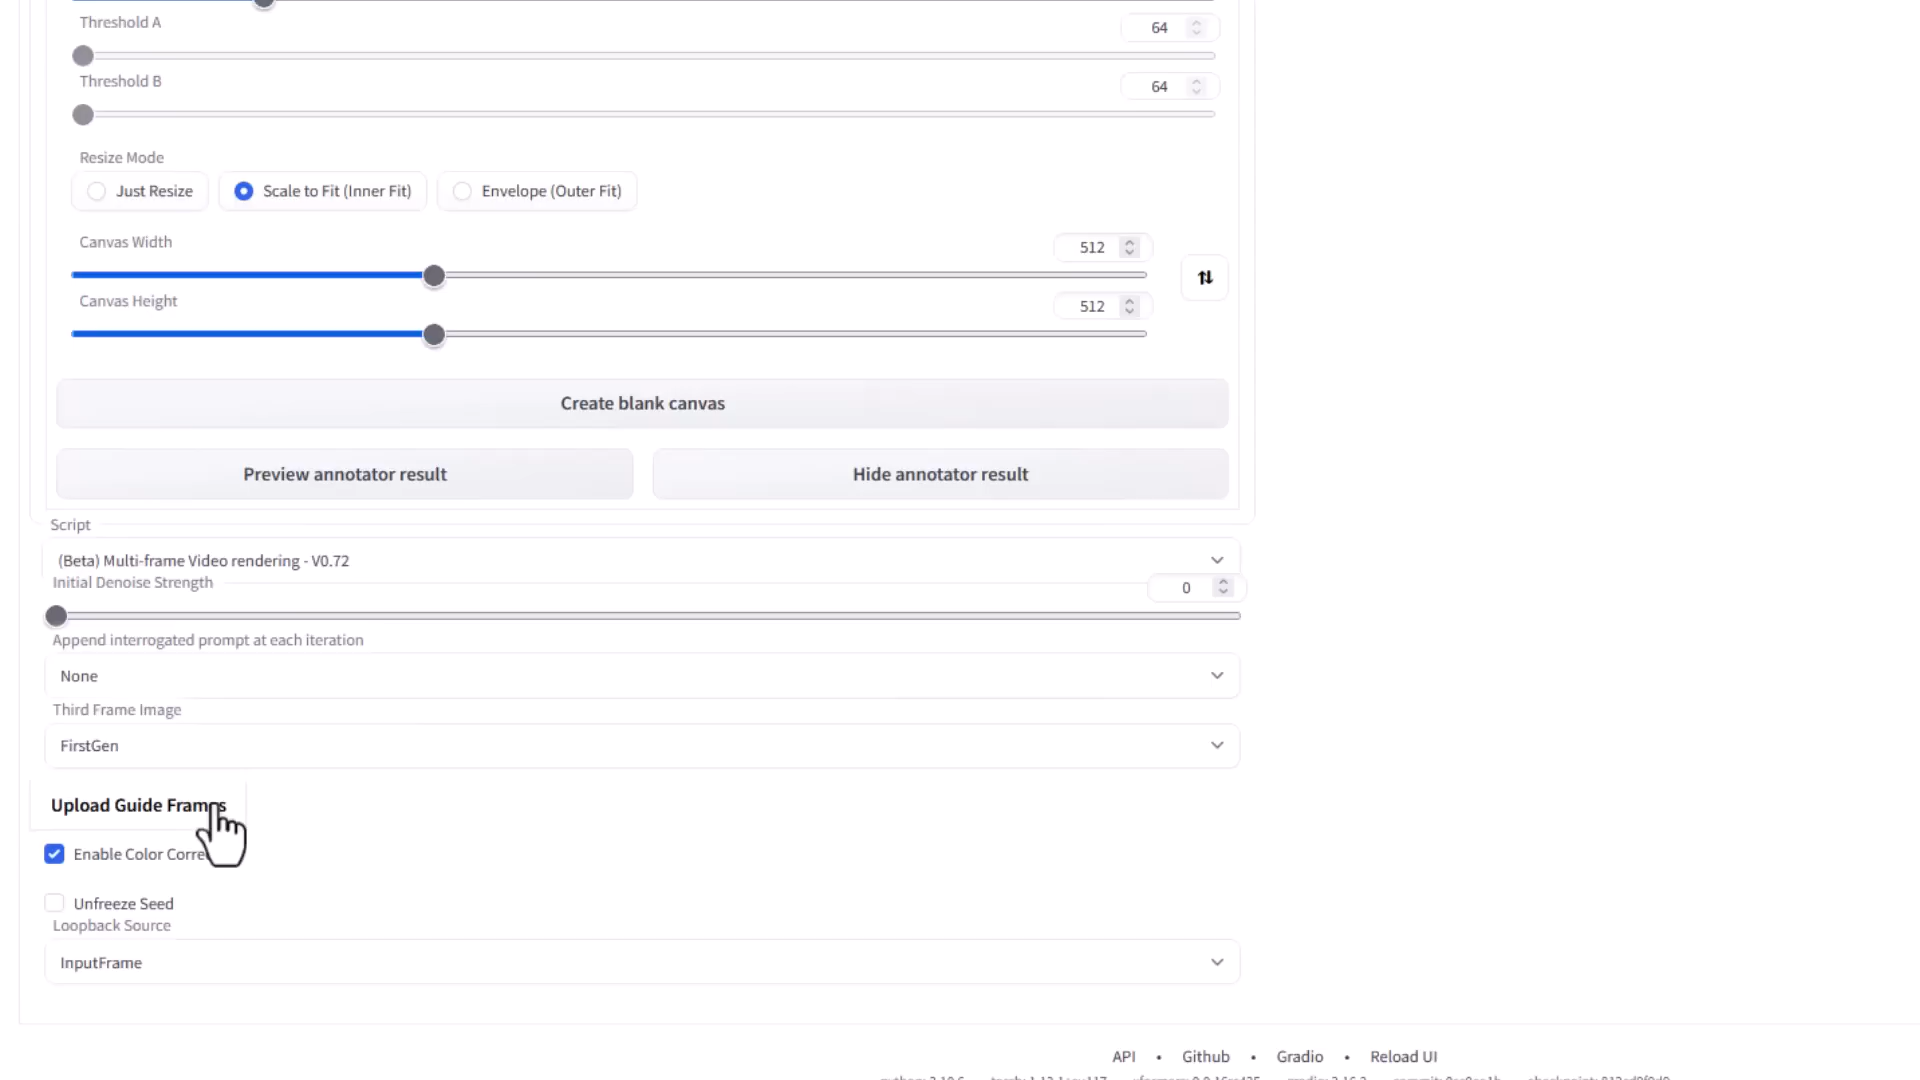 Threshold A
64
Threshold B
64
Resize Mode
Just Resize
Scale to Fit (Inner Fit)
Envelope (Outer Fit)
Canvas Width
512
Canvas Height
512
Create blank canvas
Preview annotator result
Hide annotator result
Script
(Beta) Multi-frame Video rendering - V0.72
Initial Denoise Strength
0
Append interrogated prompt at each iteration
None
Third Frame Image
FirstGen
Upload Guide Frames
Enable Color Corre
Unfreeze Seed
Loopback Source
InputFrame
API • Github • Gradio • Reload UI